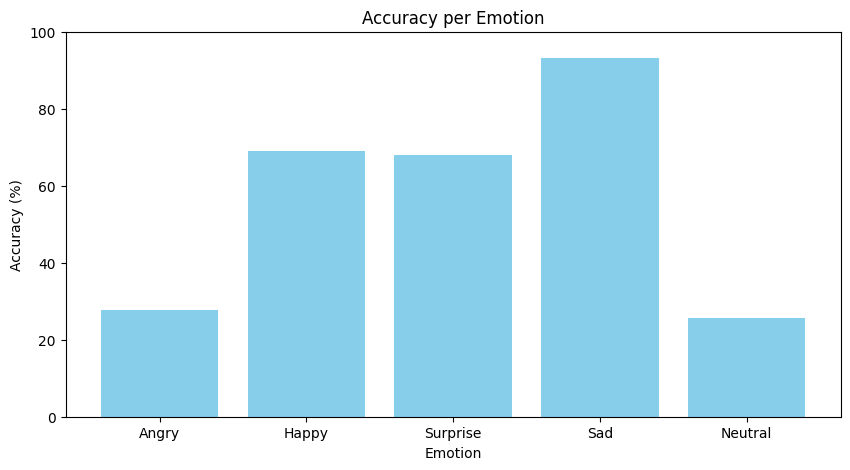 Accuracy per Emotion
Accuracy (%)
100
80
60
40
20
0
Angry Happy Surprise Sad Neutral
Emotion